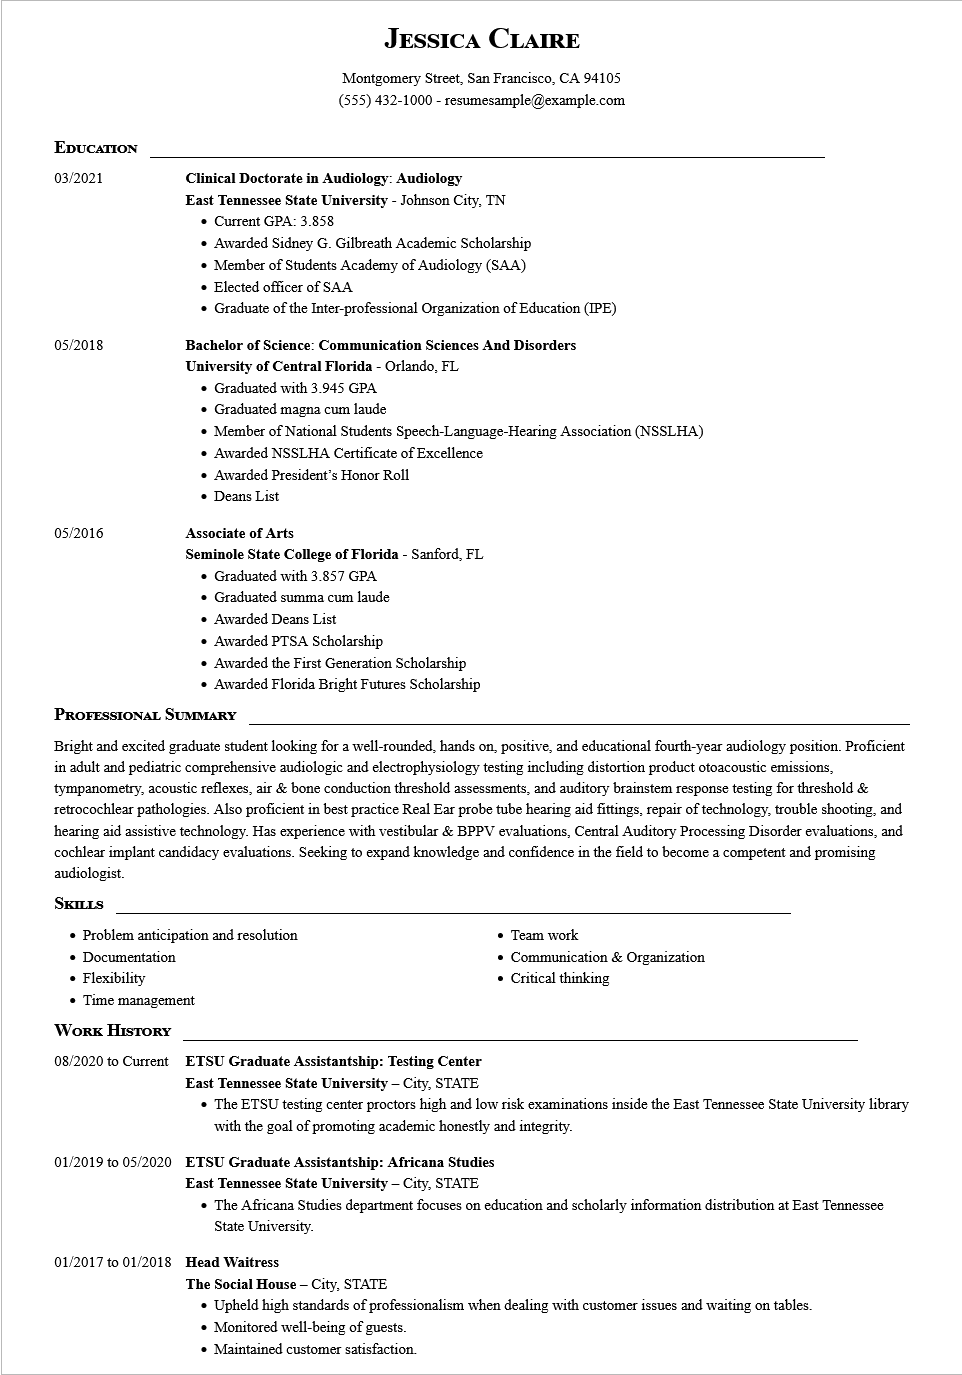 Jessica Claire
Montgomery Street, San Francisco, CA 94105
(555) 432-1000 - resumesample@example.com
Education
03/2021 Clinical Doctorate in Audiology: Audiology
East Tennessee State University - Johnson City, TN
• Current GPA: 3.858
• Awarded Sidney G. Gilbreath Academic Scholarship
• Member of Students Academy of Audiology (SAA)
• Elected officer of SAA
• Graduate of the Inter-professional Organization of Education (IPE)
05/2018 Bachelor of Science: Communication Sciences And Disorders
University of Central Florida - Orlando, FL
• Graduated with 3.945 GPA
• Graduated magna cum laude
• Member of National Students Speech-Language-Hearing Association (NSSLHA)
• Awarded NSSLHA Certificate of Excellence
• Awarded President’s Honor Roll
• Deans List
05/2016 Associate of Arts
Seminole State College of Florida - Sanford, FL
• Graduated with 3.857 GPA
• Graduated summa cum laude
• Awarded Deans List
• Awarded PTSA Scholarship
• Awarded the First Generation Scholarship
• Awarded Florida Bright Futures Scholarship
Professional Summary
Bright and excited graduate student looking for a well-rounded, hands on, positive, and educational fourth-year audiology position. Proficient
in adult and pediatric comprehensive audiologic and electrophysiology testing including distortion product otoacoustic emissions,
tympanometry, acoustic reflexes, air & bone conduction threshold assessments, and auditory brainstem response testing for threshold &
retrocochlear pathologies. Also proficient in best practice Real Ear probe tube hearing aid fittings, repair of technology, trouble shooting, and
hearing aid assistive technology. Has experience with vestibular & BPPV evaluations, Central Auditory Processing Disorder evaluations, and
cochlear implant candidacy evaluations. Seeking to expand knowledge and confidence in the field to become a competent and promising
audiologist.
Skills
• Problem anticipation and resolution
• Documentation
• Flexibility
• Time management
• Team work
• Communication & Organization
• Critical thinking
Work History
08/2020 to Current ETSU Graduate Assistantship: Testing Center
East Tennessee State University – City, STATE
• The ETSU testing center proctors high and low risk examinations inside the East Tennessee State University library
with the goal of promoting academic honestly and integrity.
01/2019 to 05/2020 ETSU Graduate Assistantship: Africana Studies
East Tennessee State University – City, STATE
• The Africana Studies department focuses on education and scholarly information distribution at East Tennessee
State University.
01/2017 to 01/2018 Head Waitress
The Social House – City, STATE
• Upheld high standards of professionalism when dealing with customer issues and waiting on tables.
• Monitored well-being of guests.
• Maintained customer satisfaction.